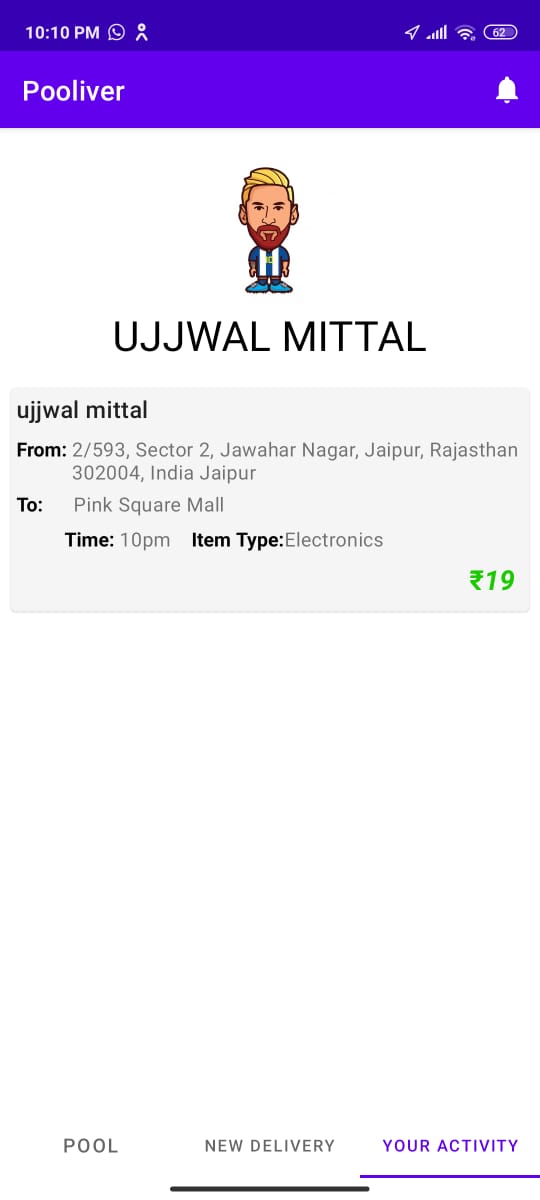 10:10 PM 62
Pooliver
UJJWAL MITTAL
ujjwal mittal
From: 2/593, Sector 2, Jawahar Nagar, Jaipur, Rajasthan
302004, India Jaipur
To: Pink Square Mall
Time: 10pm Item Type:Electronics
₹19
POOL NEW DELIVERY YOUR ACTIVITY